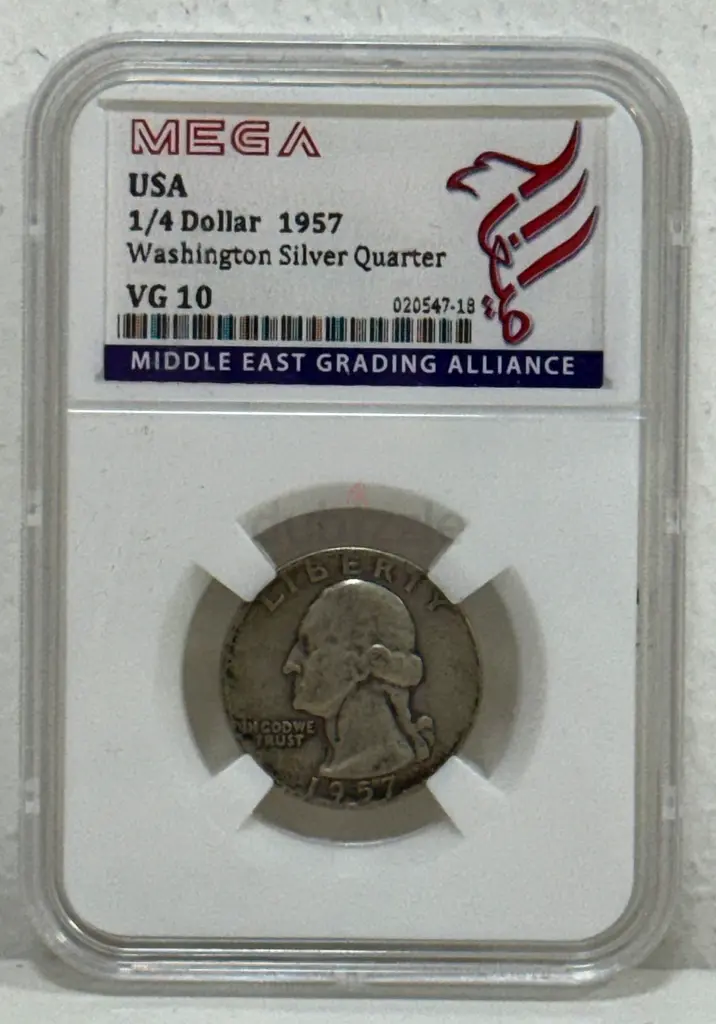 MEGA
USA
1/4 Dollar 1957
Washington Silver Quarter
VG 10
020547-18
MIDDLE EAST GRADING ALLIANCE
dubizzle
LIBERTY
IN GOD WE
TRUST
1957